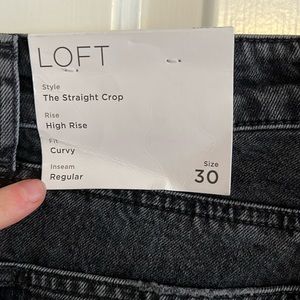 LOFT
Style
The Straight Crop
Rise
High Rise
Fit
Curvy
Inseam
Regular
Size
30